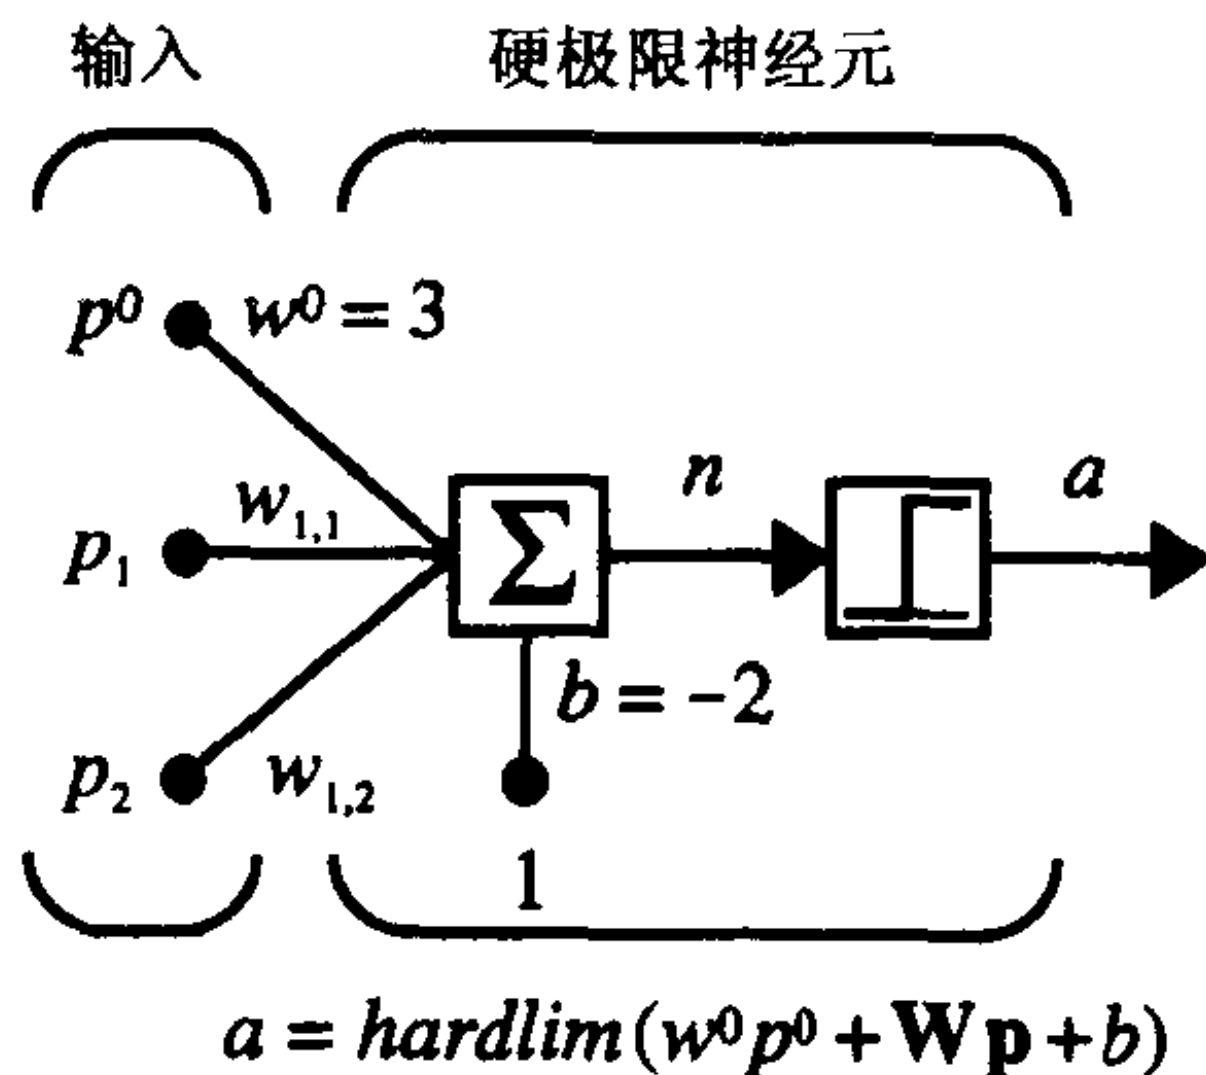 输入 硬极限神经元
p⁰ w⁰ = 3
n a
p₁ w₁,₁
Σ
b = -2
p₂ w₁,₂
1
a = hardlim(w⁰p⁰ + Wp + b)